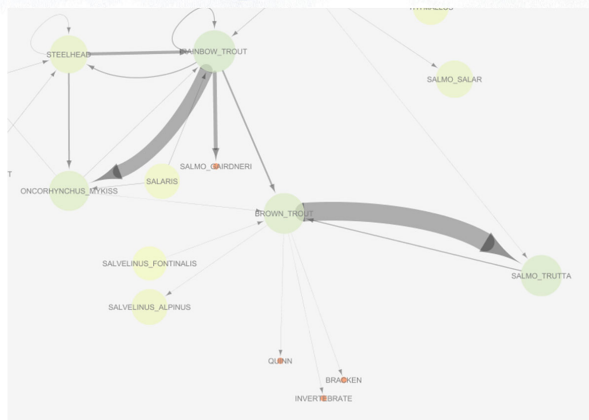 STEELHEAD
RAINBOW_TROUT
SALMO_SALAR
SALMO_GAIRDNERI
T
SALARIS
ONCORHYNCHUS_MYKISS
BROWN_TROUT
SALVELINUS_FONTINALIS
SALMO_TRUTTA
SALVELINUS_ALPINUS
QUINN
BRACKEN
INVERTEBRATE